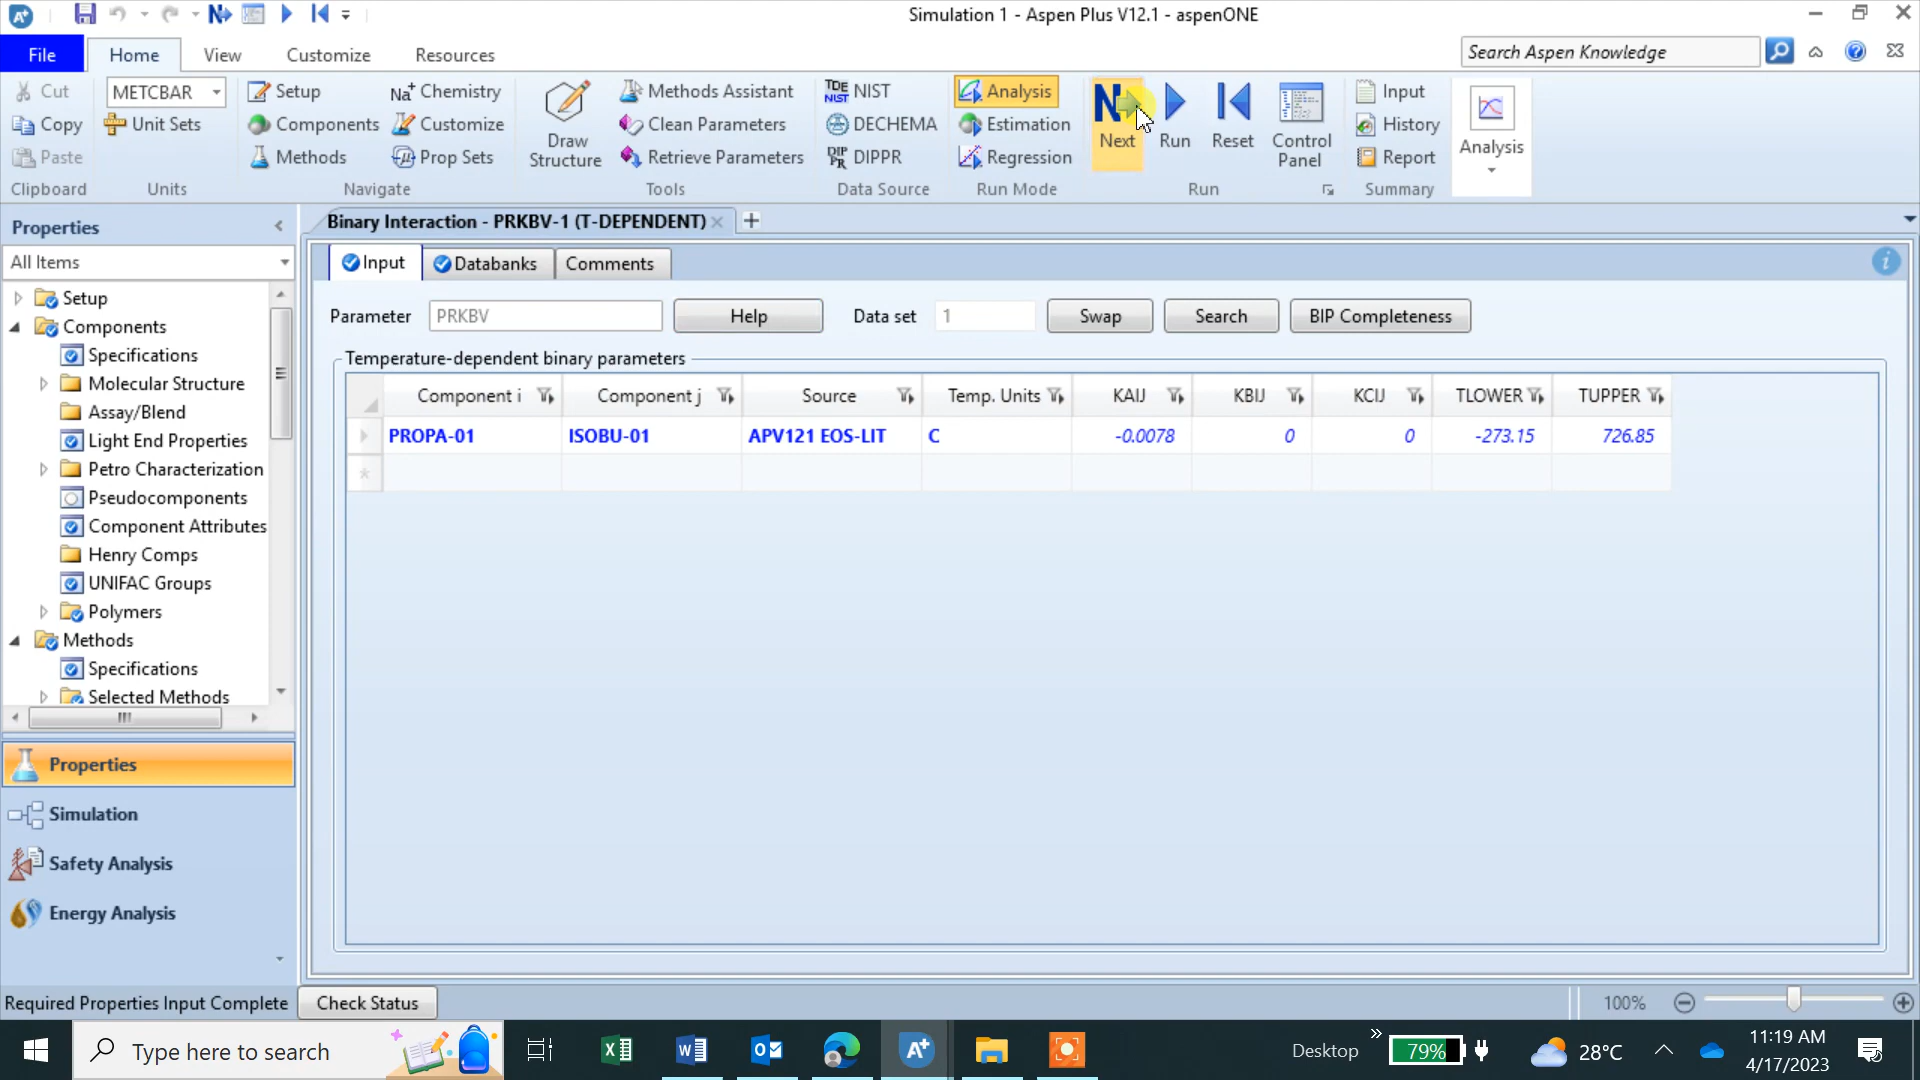 Simulation 1 - Aspen Plus V12.1 - aspenONE
File
Home
View
Customize
Resources
Search Aspen Knowledge
Cut
Copy
Paste
Clipboard
METCBAR
Unit Sets
Units
Setup
Components
Methods
Na+ Chemistry
Customize
Prop Sets
Navigate
Draw
Structure
Methods Assistant
Clean Parameters
Retrieve Parameters
Tools
TDE
NIST
NIST
DECHEMA
DIPPR
Data Source
Analysis
Estimation
Regression
Run Mode
Next
Run
Reset
Control
Panel
Run
Input
History
Report
Summary
Analysis
Properties
All Items
Setup
Components
Specifications
Molecular Structure
Assay/Blend
Light End Properties
Petro Characterization
Pseudocomponents
Component Attributes
Henry Comps
UNIFAC Groups
Polymers
Methods
Specifications
Selected Methods
Properties
Simulation
Safety Analysis
Energy Analysis
Binary Interaction - PRKBV-1 (T-DEPENDENT)
Input
Databanks
Comments
Parameter PRKBV Help Data set 1 Swap Search BIP Completeness
Temperature-dependent binary parameters
Component i Component j Source Temp. Units KAIJ KBIJ KCIJ TLOWER TUPPER
PROPA-01 ISOBU-01 APV121 EOS-LIT C -0.0078 0 0 -273.15 726.85
Required Properties Input Complete
Check Status
100%
Type here to search
Desktop
79%
28°C
11:19 AM
4/17/2023